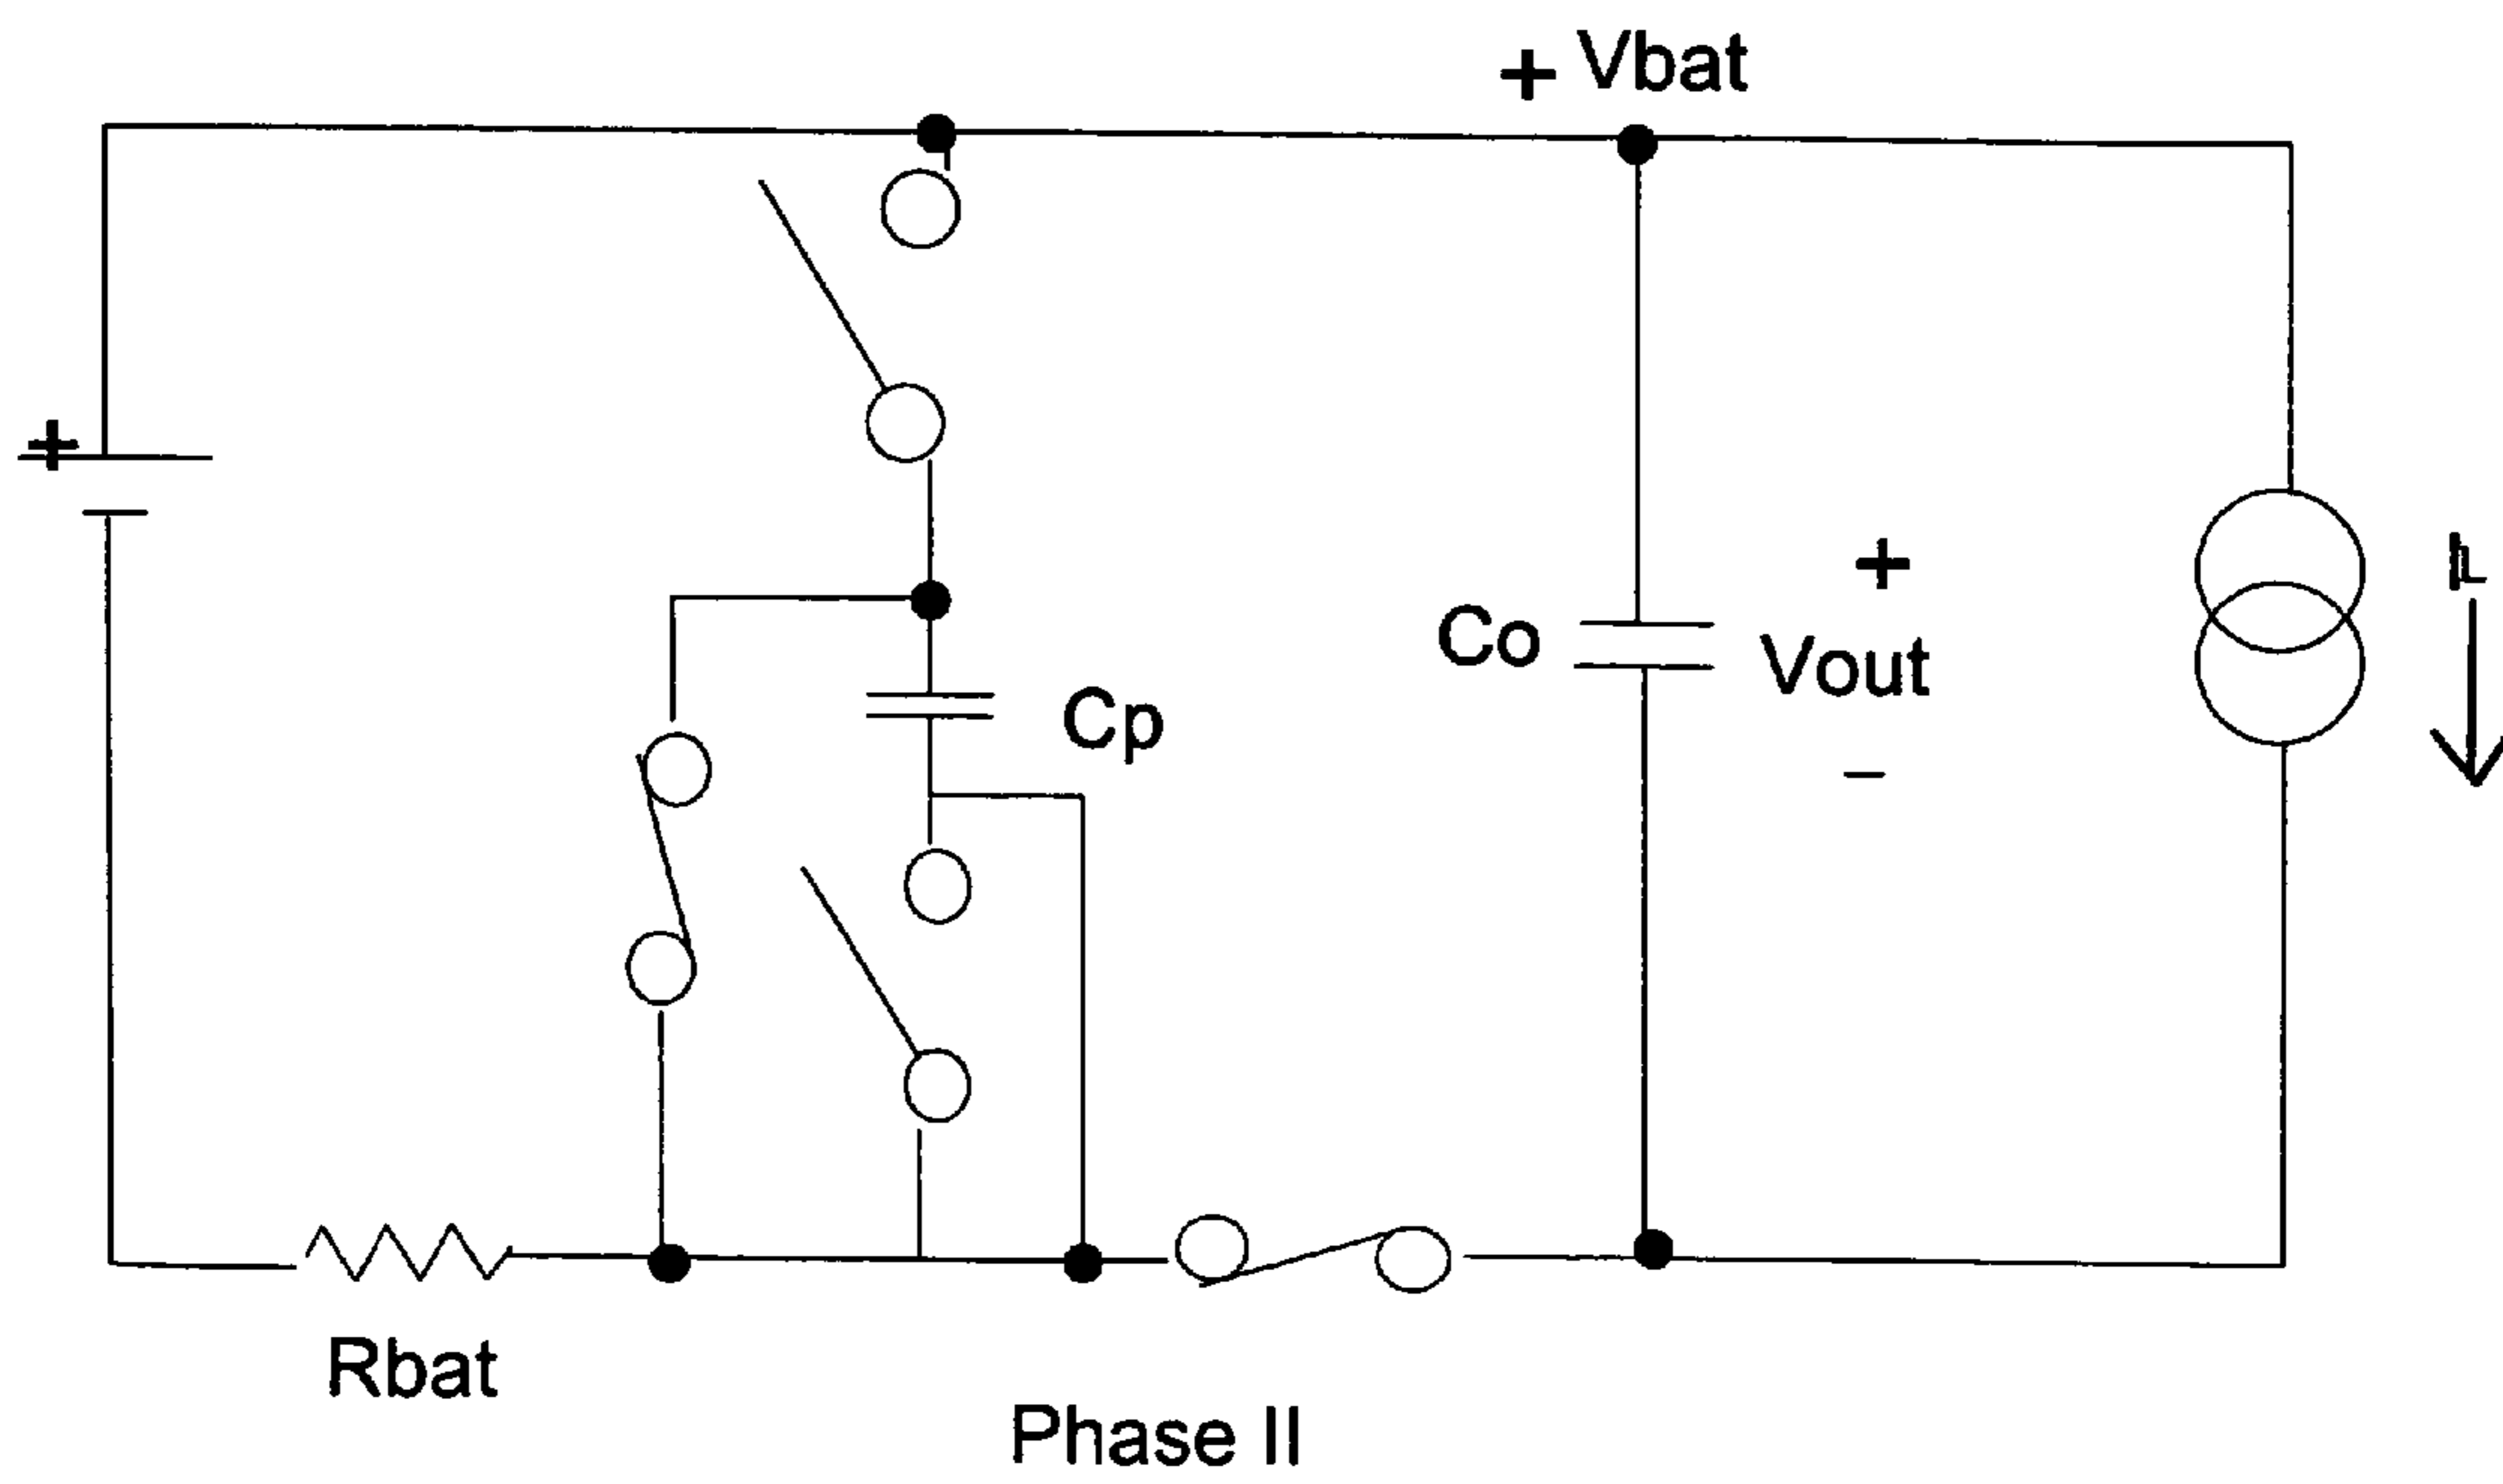 + Vbat
+
Co
+
Vout
–
IL
Cp
Rbat
Phase II